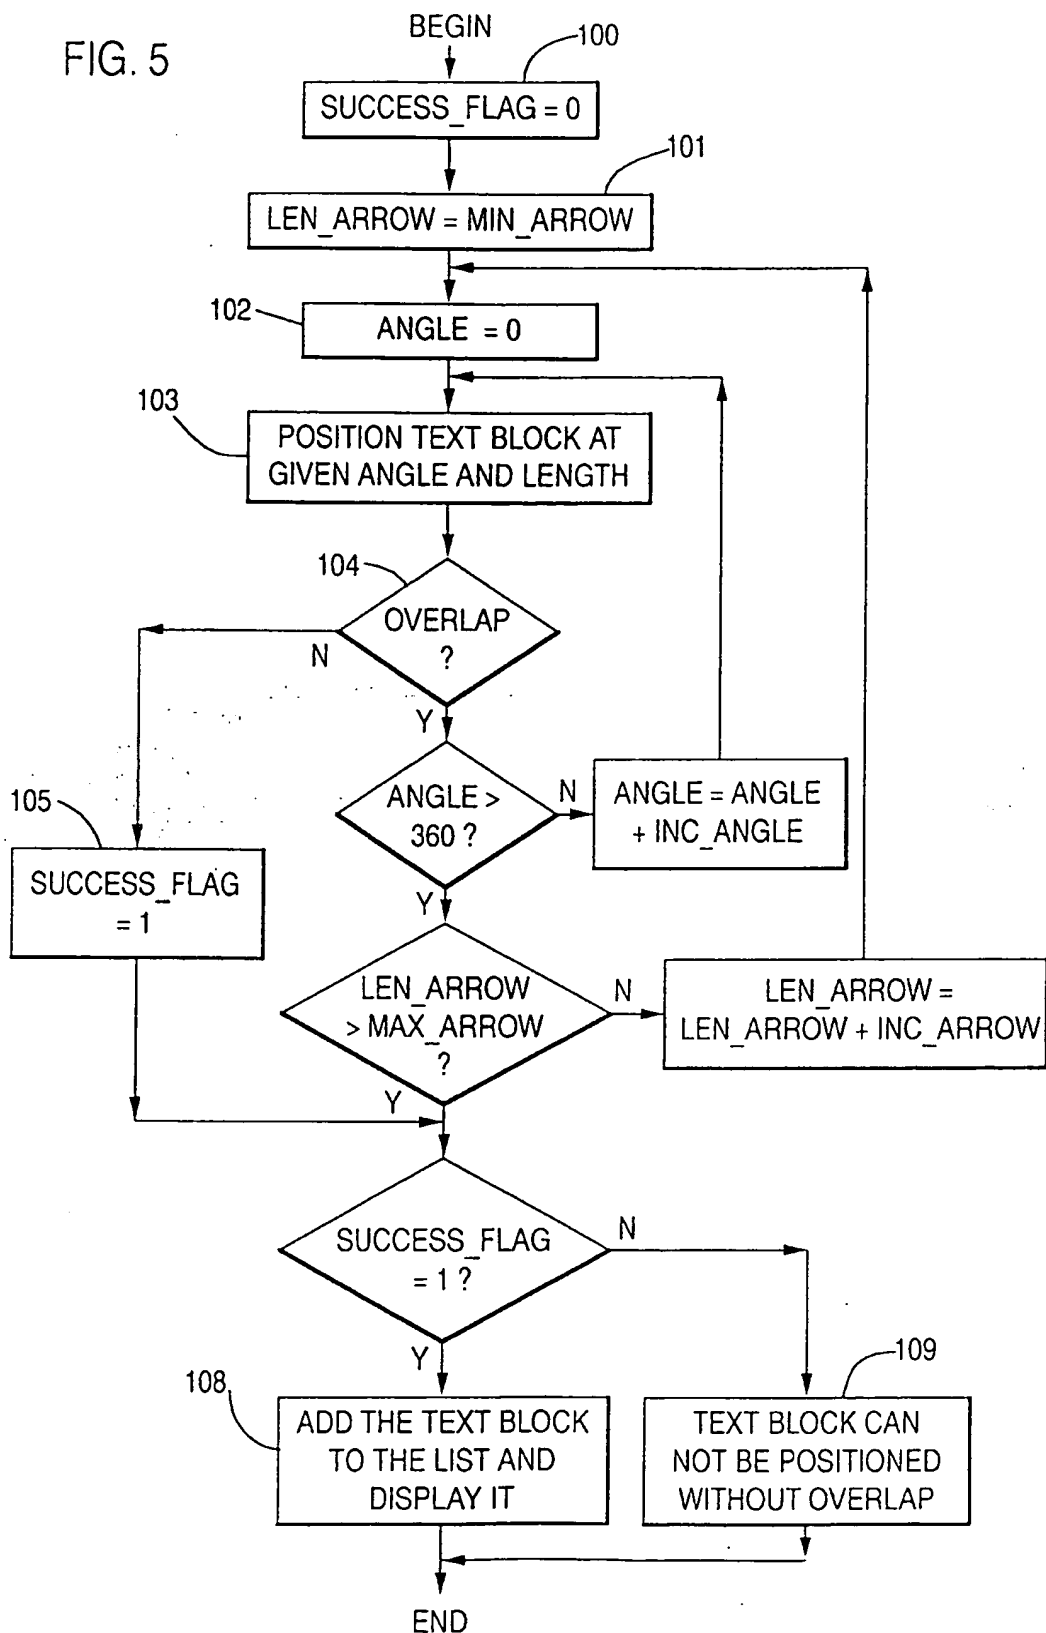 FIG. 5
BEGIN
100
SUCCESS_FLAG = 0
101
LEN_ARROW = MIN_ARROW
102
ANGLE = 0
103
POSITION TEXT BLOCK AT
GIVEN ANGLE AND LENGTH
104
OVERLAP
?
N
Y
ANGLE >
360 ?
N
ANGLE = ANGLE
+ INC_ANGLE
105
SUCCESS_FLAG
= 1
Y
LEN_ARROW
> MAX_ARROW
?
N
LEN_ARROW =
LEN_ARROW + INC_ARROW
Y
SUCCESS_FLAG
= 1 ?
N
Y
108
ADD THE TEXT BLOCK
TO THE LIST AND
DISPLAY IT
109
TEXT BLOCK CAN
NOT BE POSITIONED
WITHOUT OVERLAP
END